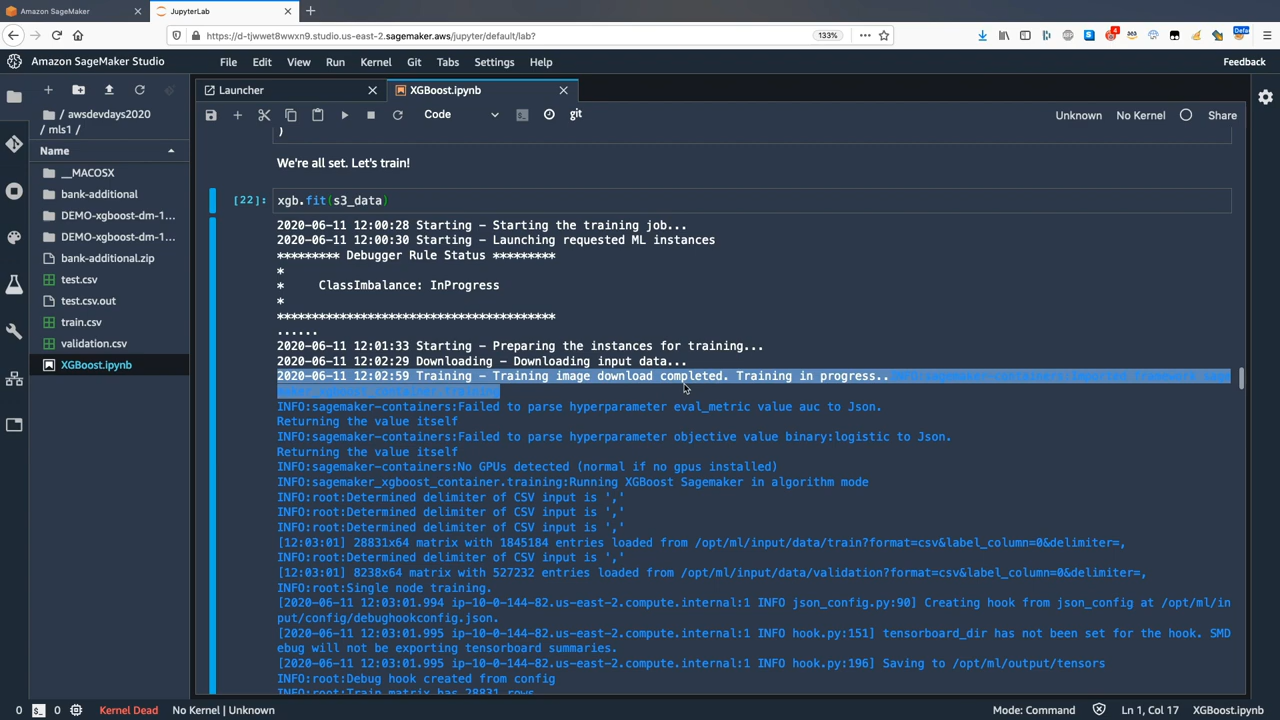 Amazon SageMaker
JupyterLab
https://d-tjwwet8wwxn9.studio.us-east-2.sagemaker.aws/jupyter/default/lab?
133%
Amazon SageMaker Studio
File Edit View Run Kernel Git Tabs Settings Help
Feedback
Launcher
XGBoost.ipynb
/ awsdevdays2020
/ mls1 /
Code
git
Unknown
No Kernel
Share
Name
__MACOSX
bank-additional
DEMO-xgboost-dm-1...
DEMO-xgboost-dm-1...
bank-additional.zip
test.csv
test.csv.out
train.csv
validation.csv
XGBoost.ipynb
)
We're all set. Let's train!
[22]: xgb.fit(s3_data)
2020-06-11 12:00:28 Starting - Starting the training job...
2020-06-11 12:00:30 Starting - Launching requested ML instances
********* Debugger Rule Status *********
*
*     ClassImbalance: InProgress
*
****************************************
......
2020-06-11 12:01:33 Starting - Preparing the instances for training...
2020-06-11 12:02:29 Downloading - Downloading input data...
2020-06-11 12:02:59 Training - Training image download completed. Training in progress..
INFO:sagemaker-containers:Failed to parse hyperparameter eval_metric value auc to Json.
Returning the value itself
INFO:sagemaker-containers:Failed to parse hyperparameter objective value binary:logistic to Json.
Returning the value itself
INFO:sagemaker-containers:No GPUs detected (normal if no gpus installed)
INFO:sagemaker_xgboost_container.training:Running XGBoost Sagemaker in algorithm mode
INFO:root:Determined delimiter of CSV input is ','
INFO:root:Determined delimiter of CSV input is ','
INFO:root:Determined delimiter of CSV input is ','
[12:03:01] 28831x64 matrix with 1845184 entries loaded from /opt/ml/input/data/train?format=csv&label_column=0&delimiter=,
INFO:root:Determined delimiter of CSV input is ','
[12:03:01] 8238x64 matrix with 527232 entries loaded from /opt/ml/input/data/validation?format=csv&label_column=0&delimiter=,
INFO:root:Single node training.
[2020-06-11 12:03:01.994 ip-10-0-144-82.us-east-2.compute.internal:1 INFO json_config.py:90] Creating hook from json_config at /opt/ml/in
put/config/debughookconfig.json.
[2020-06-11 12:03:01.995 ip-10-0-144-82.us-east-2.compute.internal:1 INFO hook.py:151] tensorboard_dir has not been set for the hook. SMD
ebug will not be exporting tensorboard summaries.
[2020-06-11 12:03:01.995 ip-10-0-144-82.us-east-2.compute.internal:1 INFO hook.py:196] Saving to /opt/ml/output/tensors
INFO:root:Debug hook created from config
INFO:root:Train matrix has 28831 rows
0 0 Kernel Dead No Kernel | Unknown
Mode: Command Ln 1, Col 17 XGBoost.ipynb